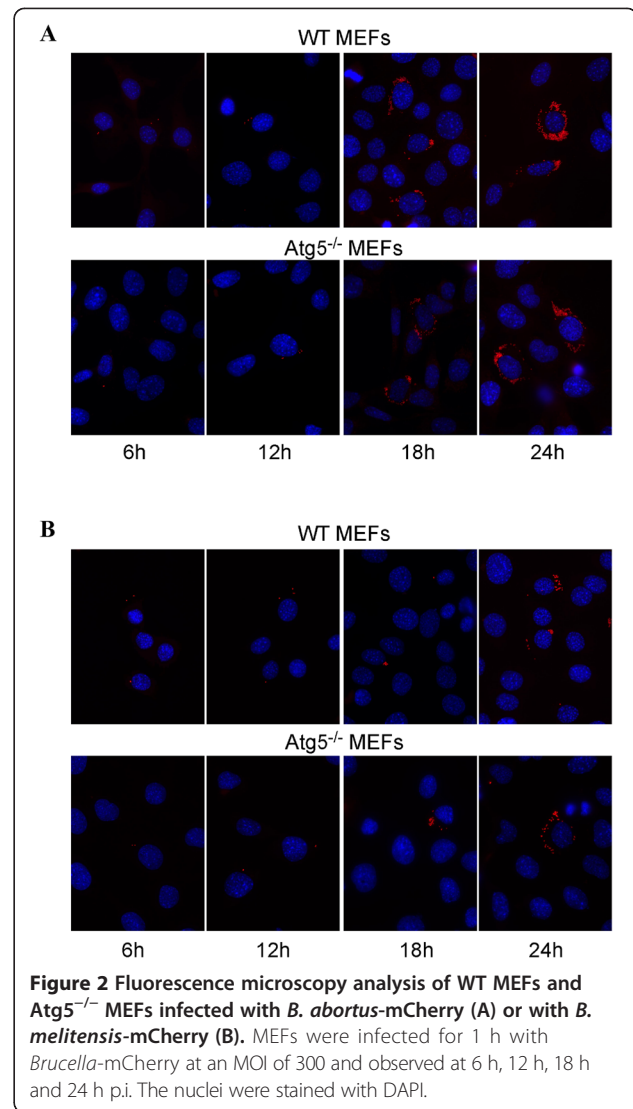 A
WT MEFs
Atg5-/- MEFs
6h 12h 18h 24h
B
WT MEFs
Atg5-/- MEFs
6h 12h 18h 24h
Figure 2 Fluorescence microscopy analysis of WT MEFs and
Atg5−/− MEFs infected with B. abortus-mCherry (A) or with B.
melitensis-mCherry (B). MEFs were infected for 1 h with
Brucella-mCherry at an MOI of 300 and observed at 6 h, 12 h, 18 h
and 24 h p.i. The nuclei were stained with DAPI.